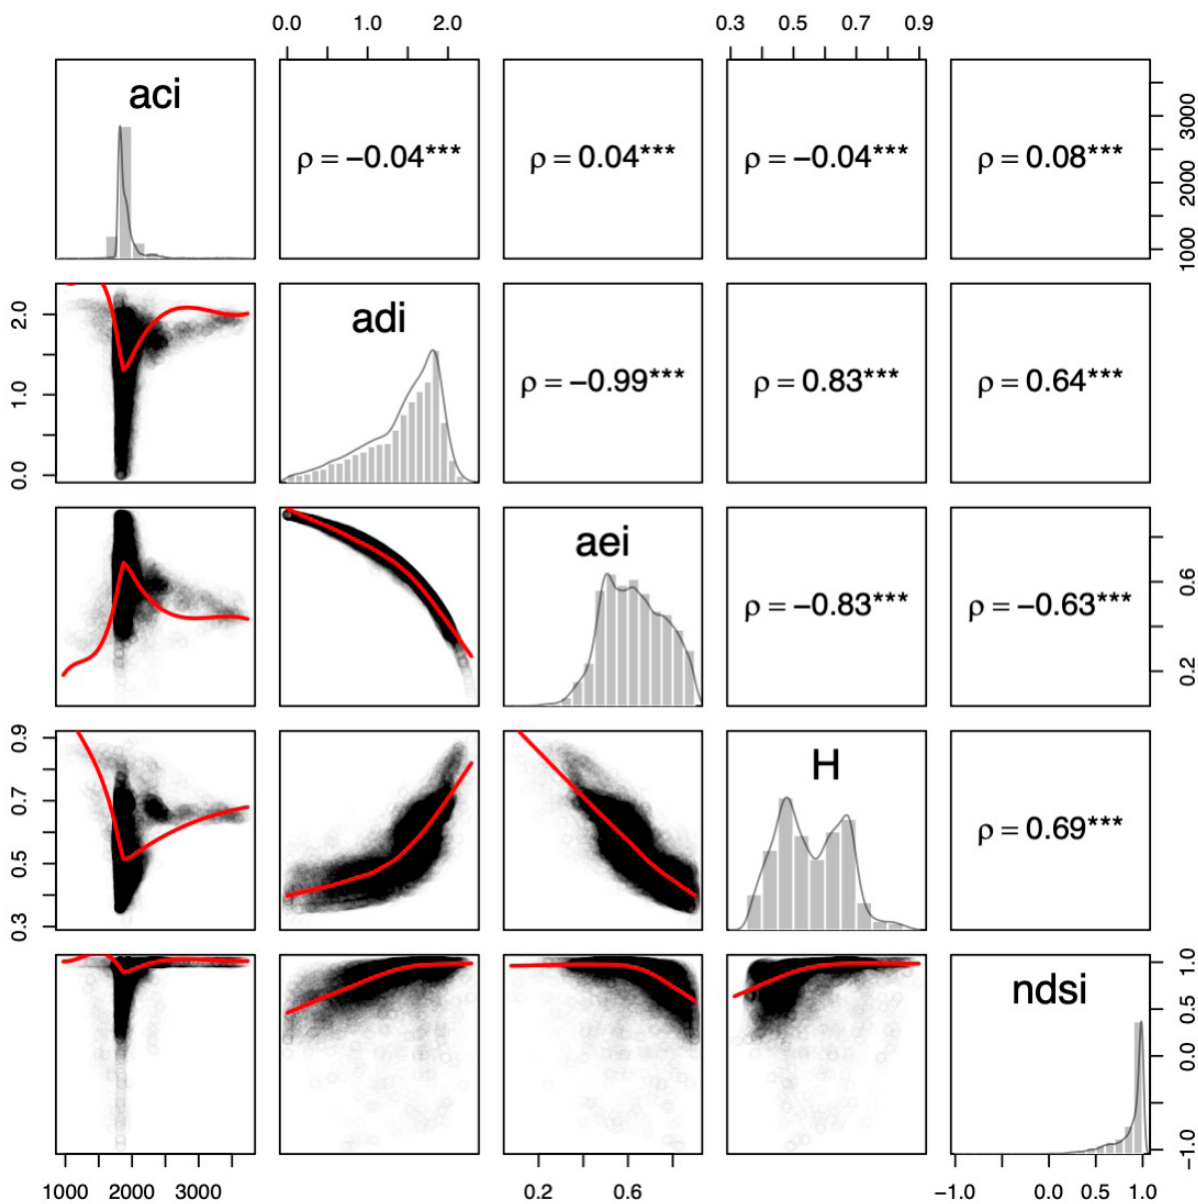 0.0 1.0 2.0 0.3 0.5 0.7 0.9
aci
ρ = −0.04***
ρ = 0.04***
ρ = −0.04***
ρ = 0.08***
1000 2000 3000
0.0 1.0 2.0
adi
ρ = −0.99***
ρ = 0.83***
ρ = 0.64***
aei
ρ = −0.83***
ρ = −0.63***
0.2 0.6
0.3 0.5 0.7 0.9
H
ρ = 0.69***
ndsi
−1.0 0.0 0.5 1.0
1000 2000 3000 0.2 0.6 −1.0 0.0 0.5 1.0